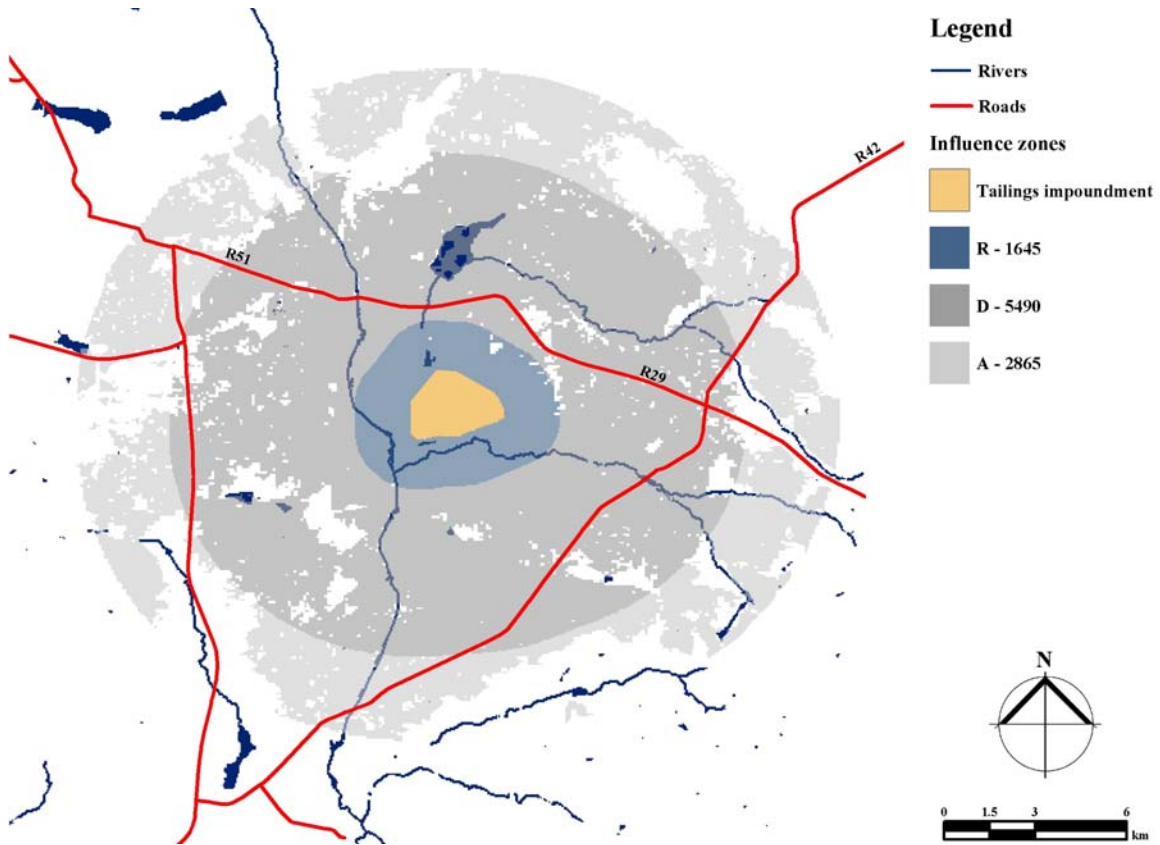 Legend
Rivers
Roads
Influence zones
Tailings impoundment
R - 1645
D - 5490
A - 2865
R42
R51
R29
N
0 1.5 3 6
km